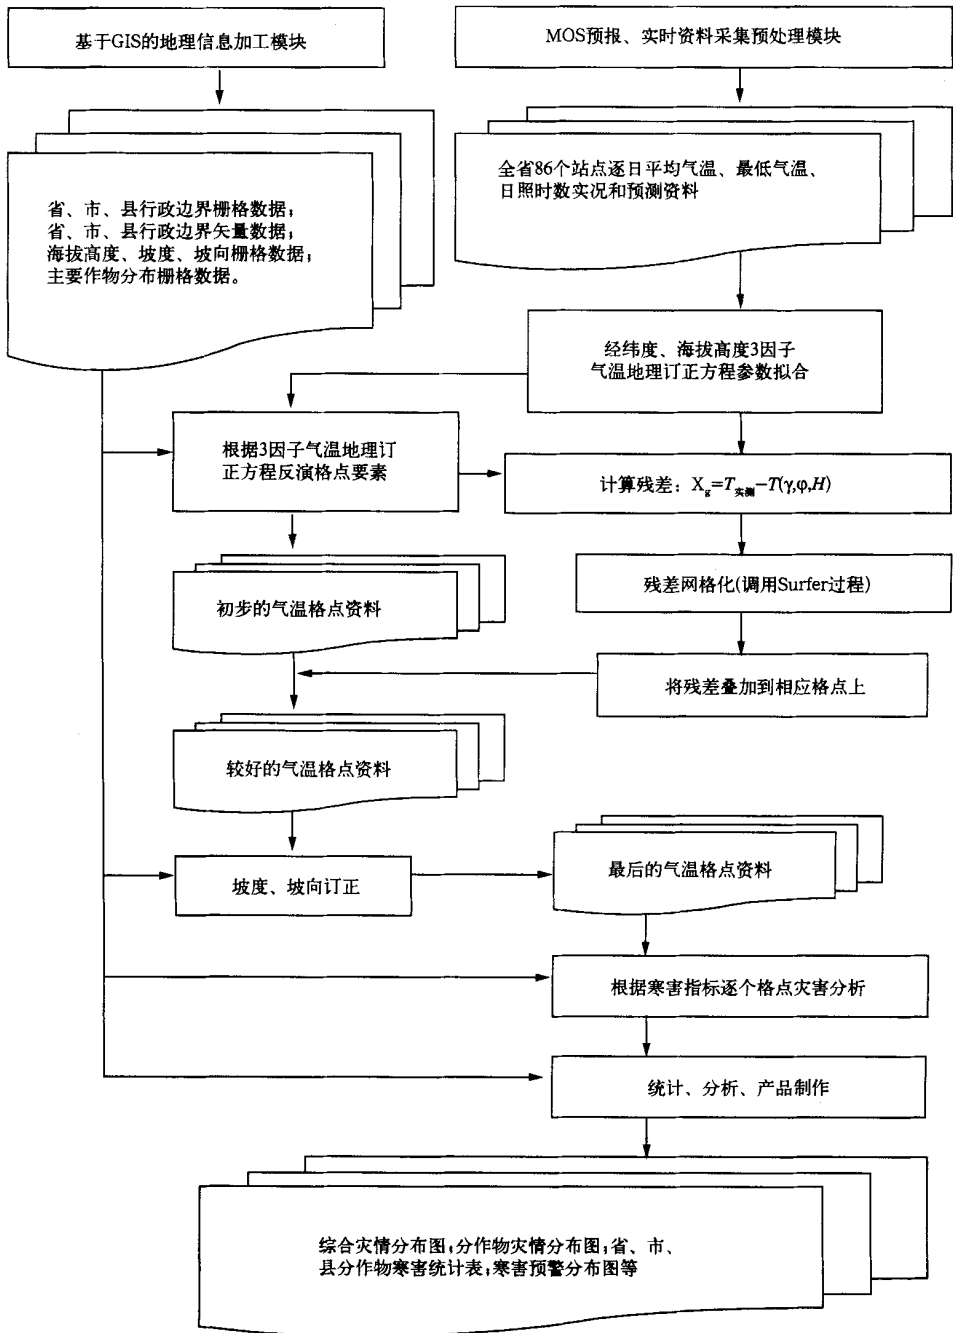 基于GIS的地理信息加工模块
MOS预报、实时资料采集预处理模块
省、市、县行政边界栅格数据；
省、市、县行政边界矢量数据；
海拔高度、坡度、坡向栅格数据；
主要作物分布栅格数据。
全省86个站点逐日平均气温、最低气温、
日照时数实况和预测资料
经纬度、海拔高度3因子
气温地理订正方程参数拟合
根据3因子气温地理订
正方程反演格点要素
计算残差：Xg=T实测−T(γ,φ,H)
残差网格化(调用Surfer过程)
初步的气温格点资料
将残差叠加到相应格点上
较好的气温格点资料
坡度、坡向订正
最后的气温格点资料
根据寒害指标逐个格点灾害分析
统计、分析、产品制作
综合灾情分布图；分作物灾情分布图；省、市、
县分作物寒害统计表；寒害预警分布图等